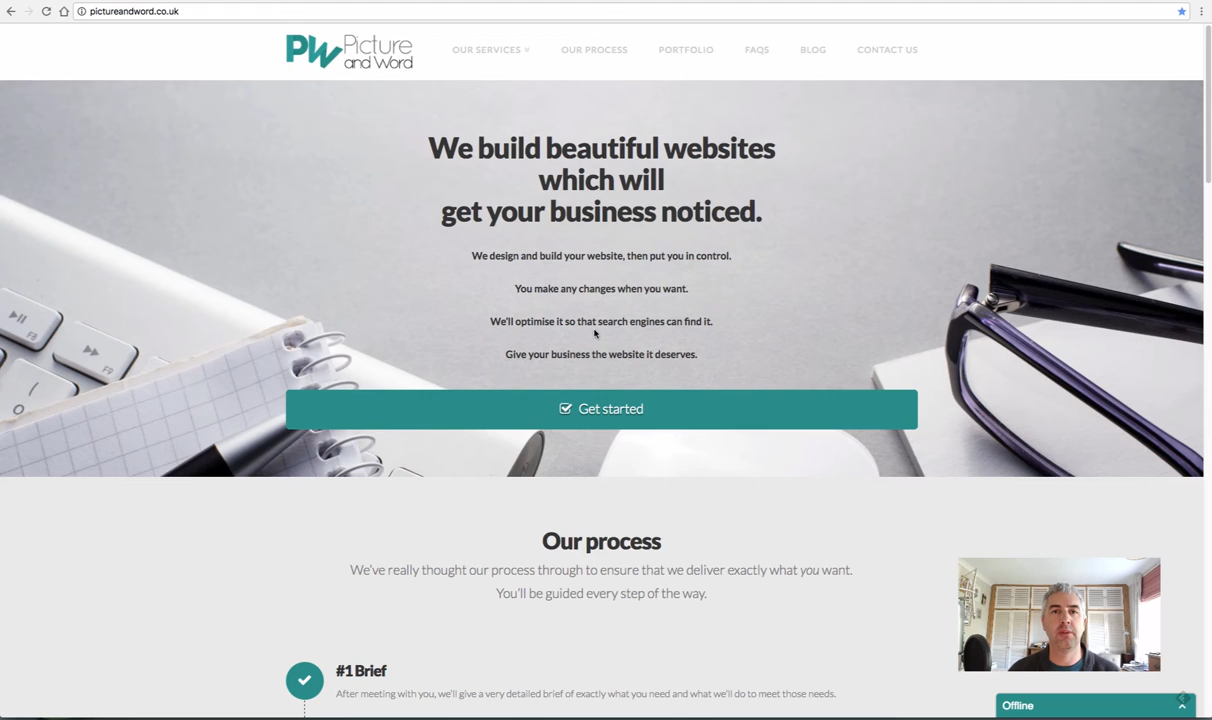 pictureandword.co.uk
PW Picture and Word
OUR SERVICES
OUR PROCESS
PORTFOLIO
FAQS
BLOG
CONTACT US
We build beautiful websites
which will
get your business noticed.
We design and build your website, then put you in control.
You make any changes when you want.
We'll optimise it so that search engines can find it.
Give your business the website it deserves.
Get started
F8
F9
Our process
We've really thought our process through to ensure that we deliver exactly what you want.
You'll be guided every step of the way.
#1 Brief
After meeting with you, we'll give a very detailed brief of exactly what you need and what we'll do to meet those needs.
Offline